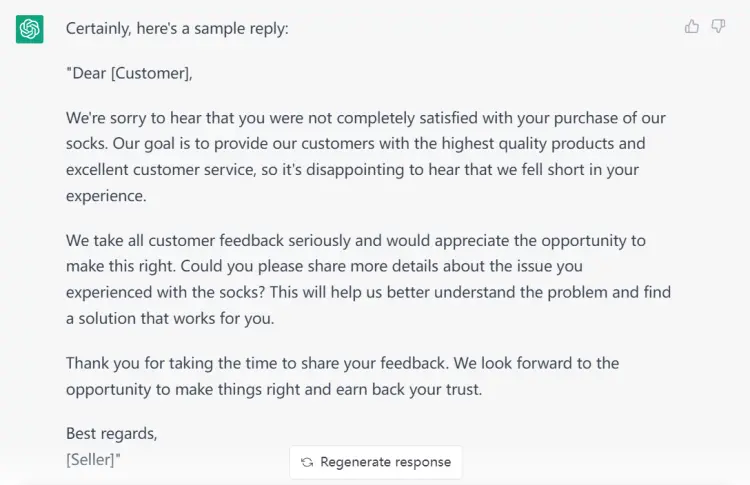 Certainly, here's a sample reply:
"Dear [Customer],
We're sorry to hear that you were not completely satisfied with your purchase of our
socks. Our goal is to provide our customers with the highest quality products and
excellent customer service, so it's disappointing to hear that we fell short in your
experience.
We take all customer feedback seriously and would appreciate the opportunity to
make this right. Could you please share more details about the issue you
experienced with the socks? This will help us better understand the problem and find
a solution that works for you.
Thank you for taking the time to share your feedback. We look forward to the
opportunity to make things right and earn back your trust.
Best regards,
[Seller]"
Regenerate response